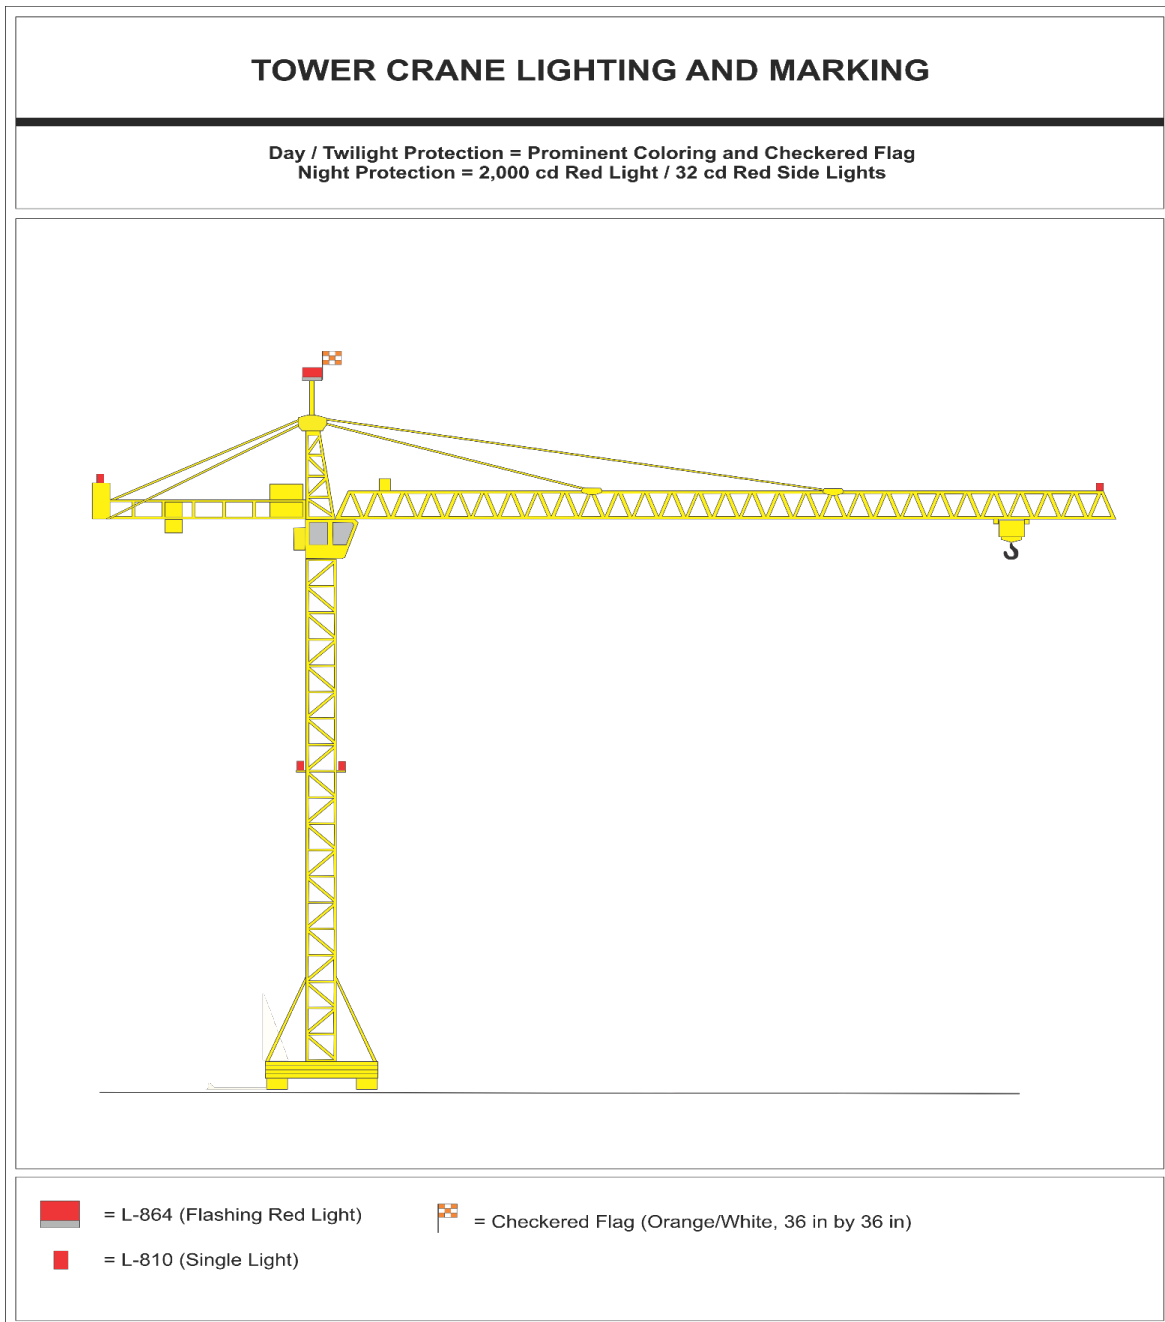 TOWER CRANE LIGHTING AND MARKING
Day / Twilight Protection = Prominent Coloring and Checkered Flag
Night Protection = 2,000 cd Red Light / 32 cd Red Side Lights
= L-864 (Flashing Red Light)
= Checkered Flag (Orange/White, 36 in by 36 in)
= L-810 (Single Light)